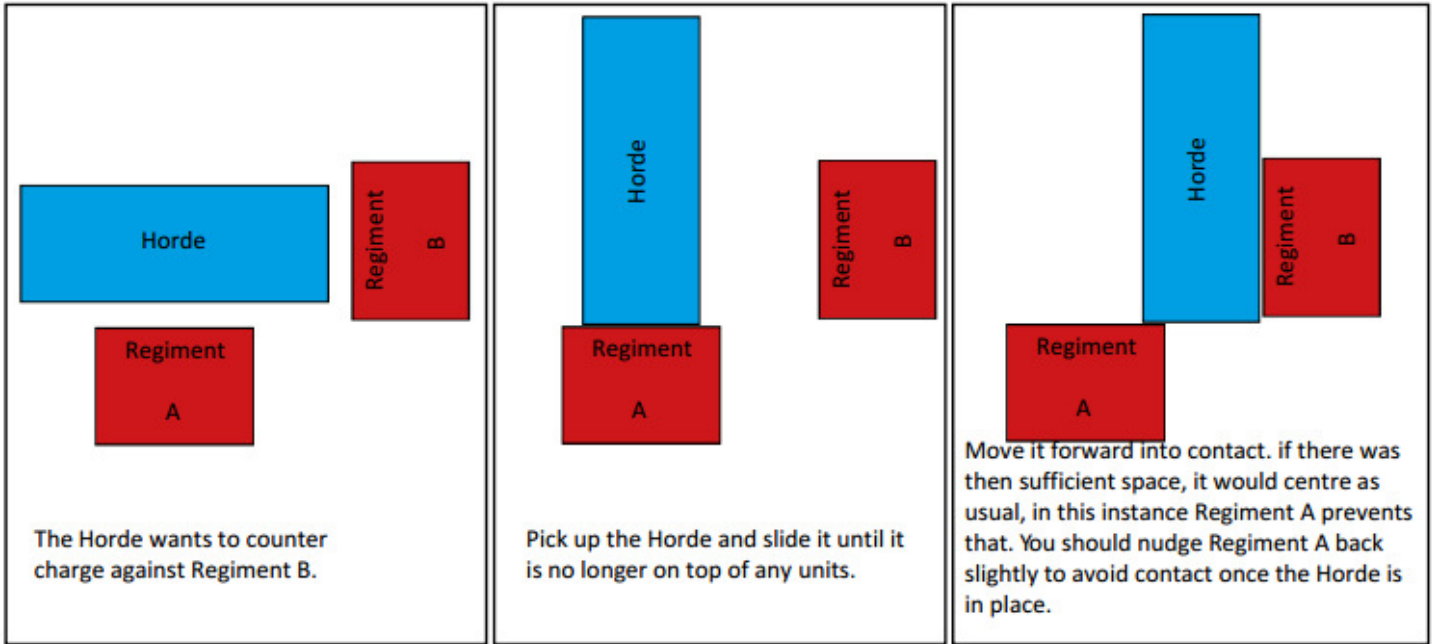 Horde
Regiment
B
Regiment
A
The Horde wants to counter
charge against Regiment B.
Horde
Regiment
B
Regiment
A
Pick up the Horde and slide it until it
is no longer on top of any units.
Horde
Regiment
B
Regiment
A
Move it forward into contact. if there was
then sufficient space, it would centre as
usual, in this instance Regiment A prevents
that. You should nudge Regiment A back
slightly to avoid contact once the Horde is
in place.